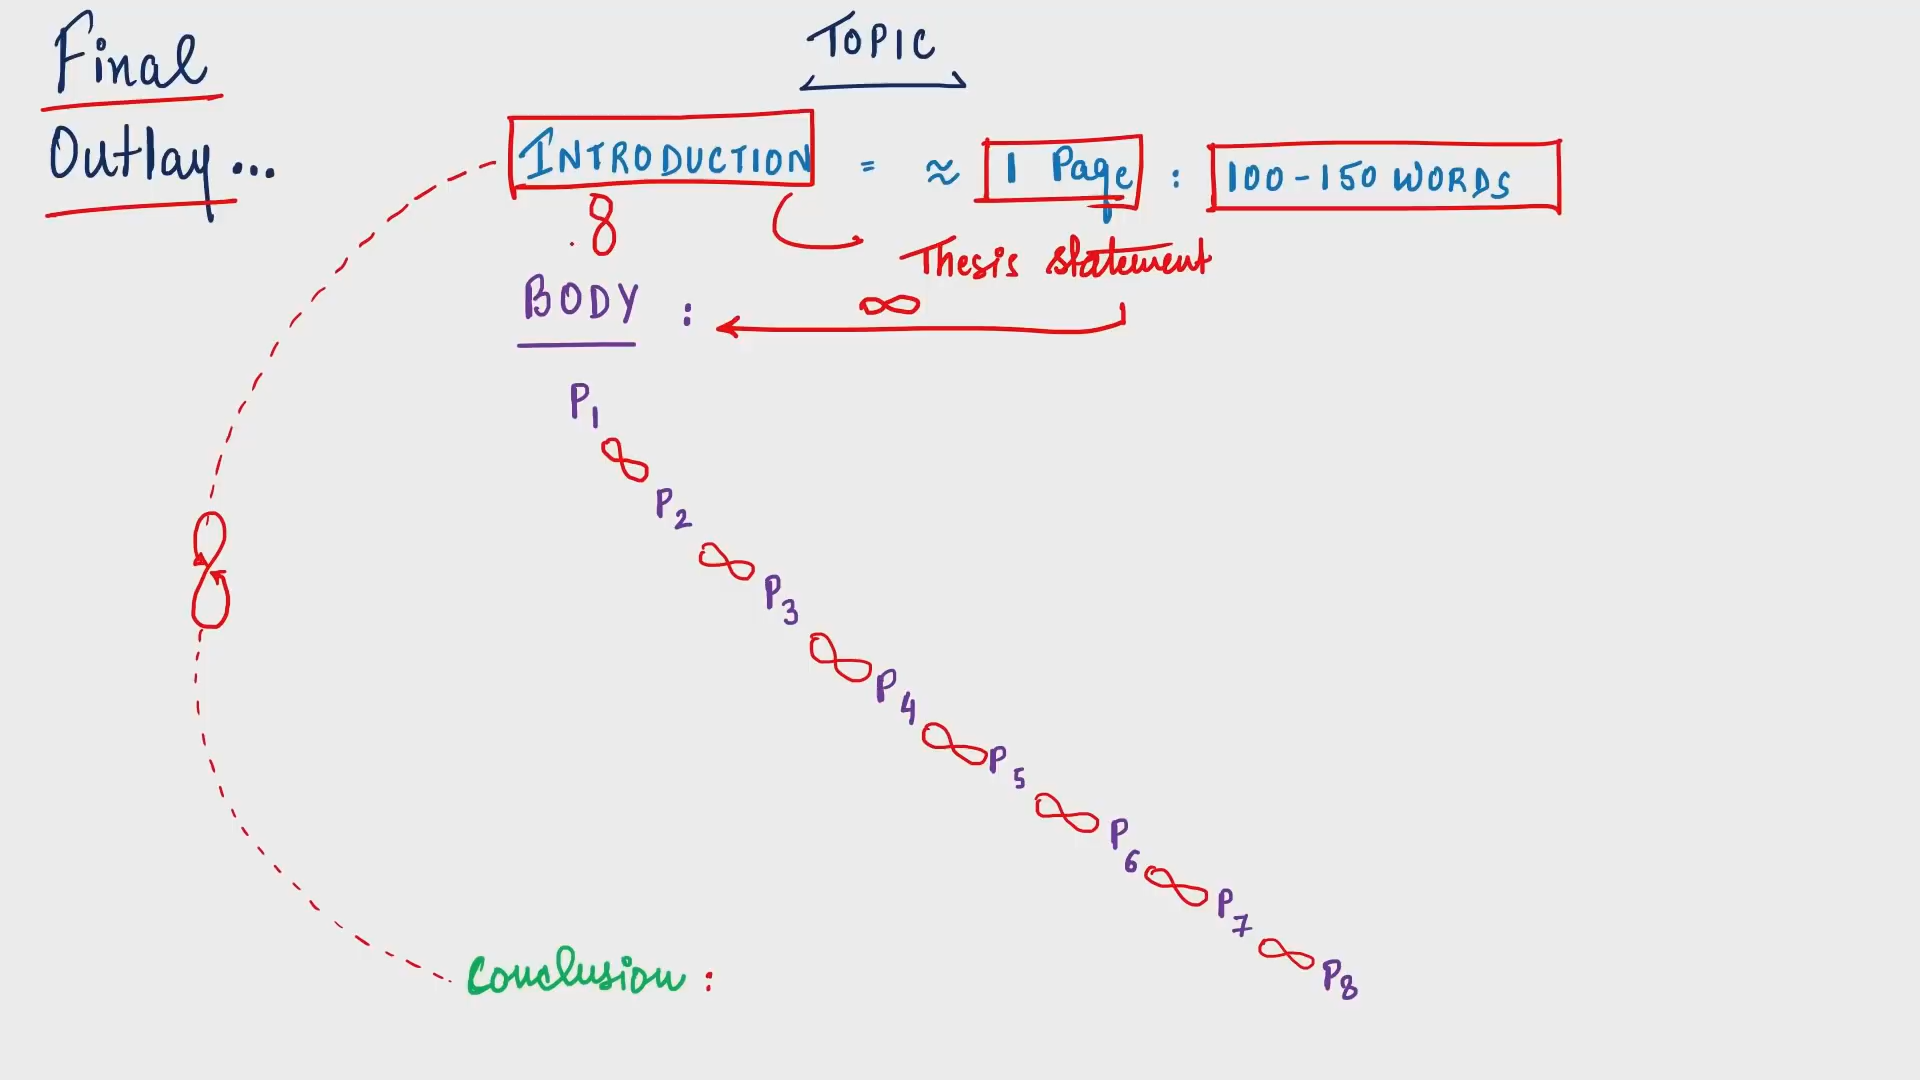 Final
Outlay...
TOPIC
INTRODUCTION = ≈ 1 Page : 100-150 WORDS
Thesis statement
BODY :
P1
P2
P3
P4
P5
P6
P7
P8
Conclusion :